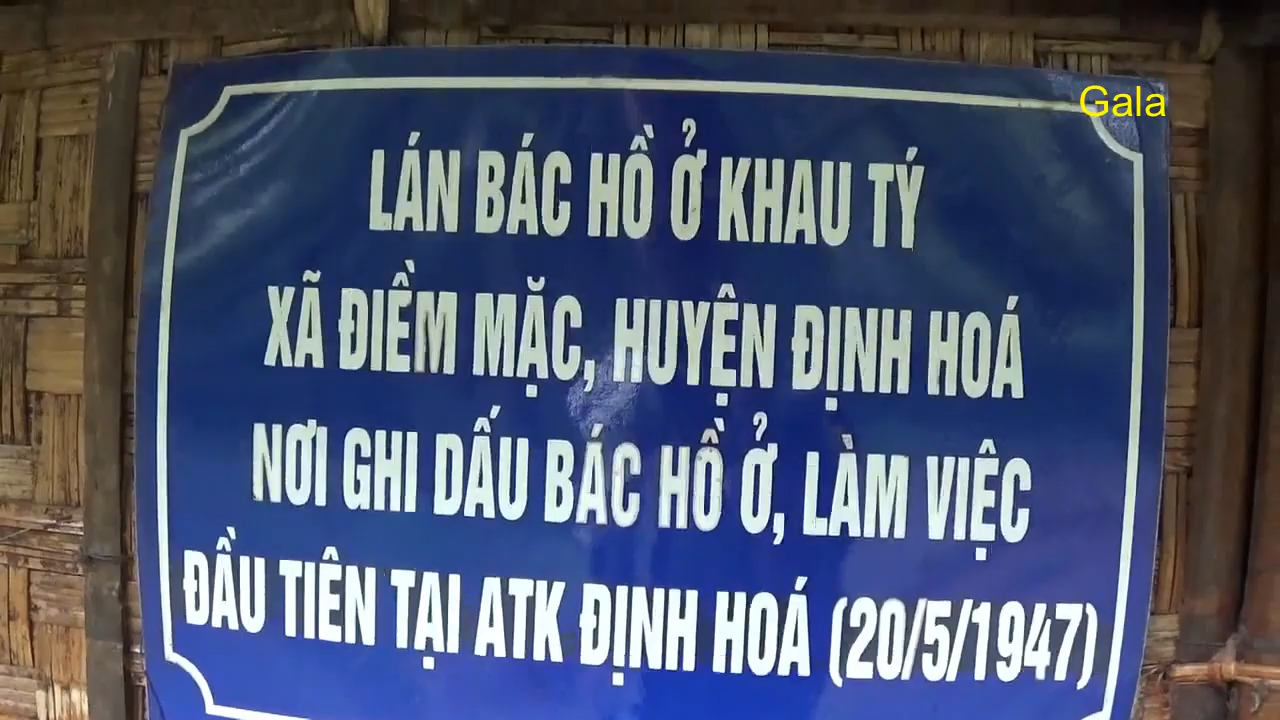 Gala
LÁN BÁC HỒ Ở KHAU TÝ
XÃ ĐIỀM MẶC, HUYỆN ĐỊNH HOÁ
NƠI GHI DẤU BÁC HỒ Ở, LÀM VIỆC
ĐẦU TIÊN TẠI ATK ĐỊNH HOÁ (20/5/1947)